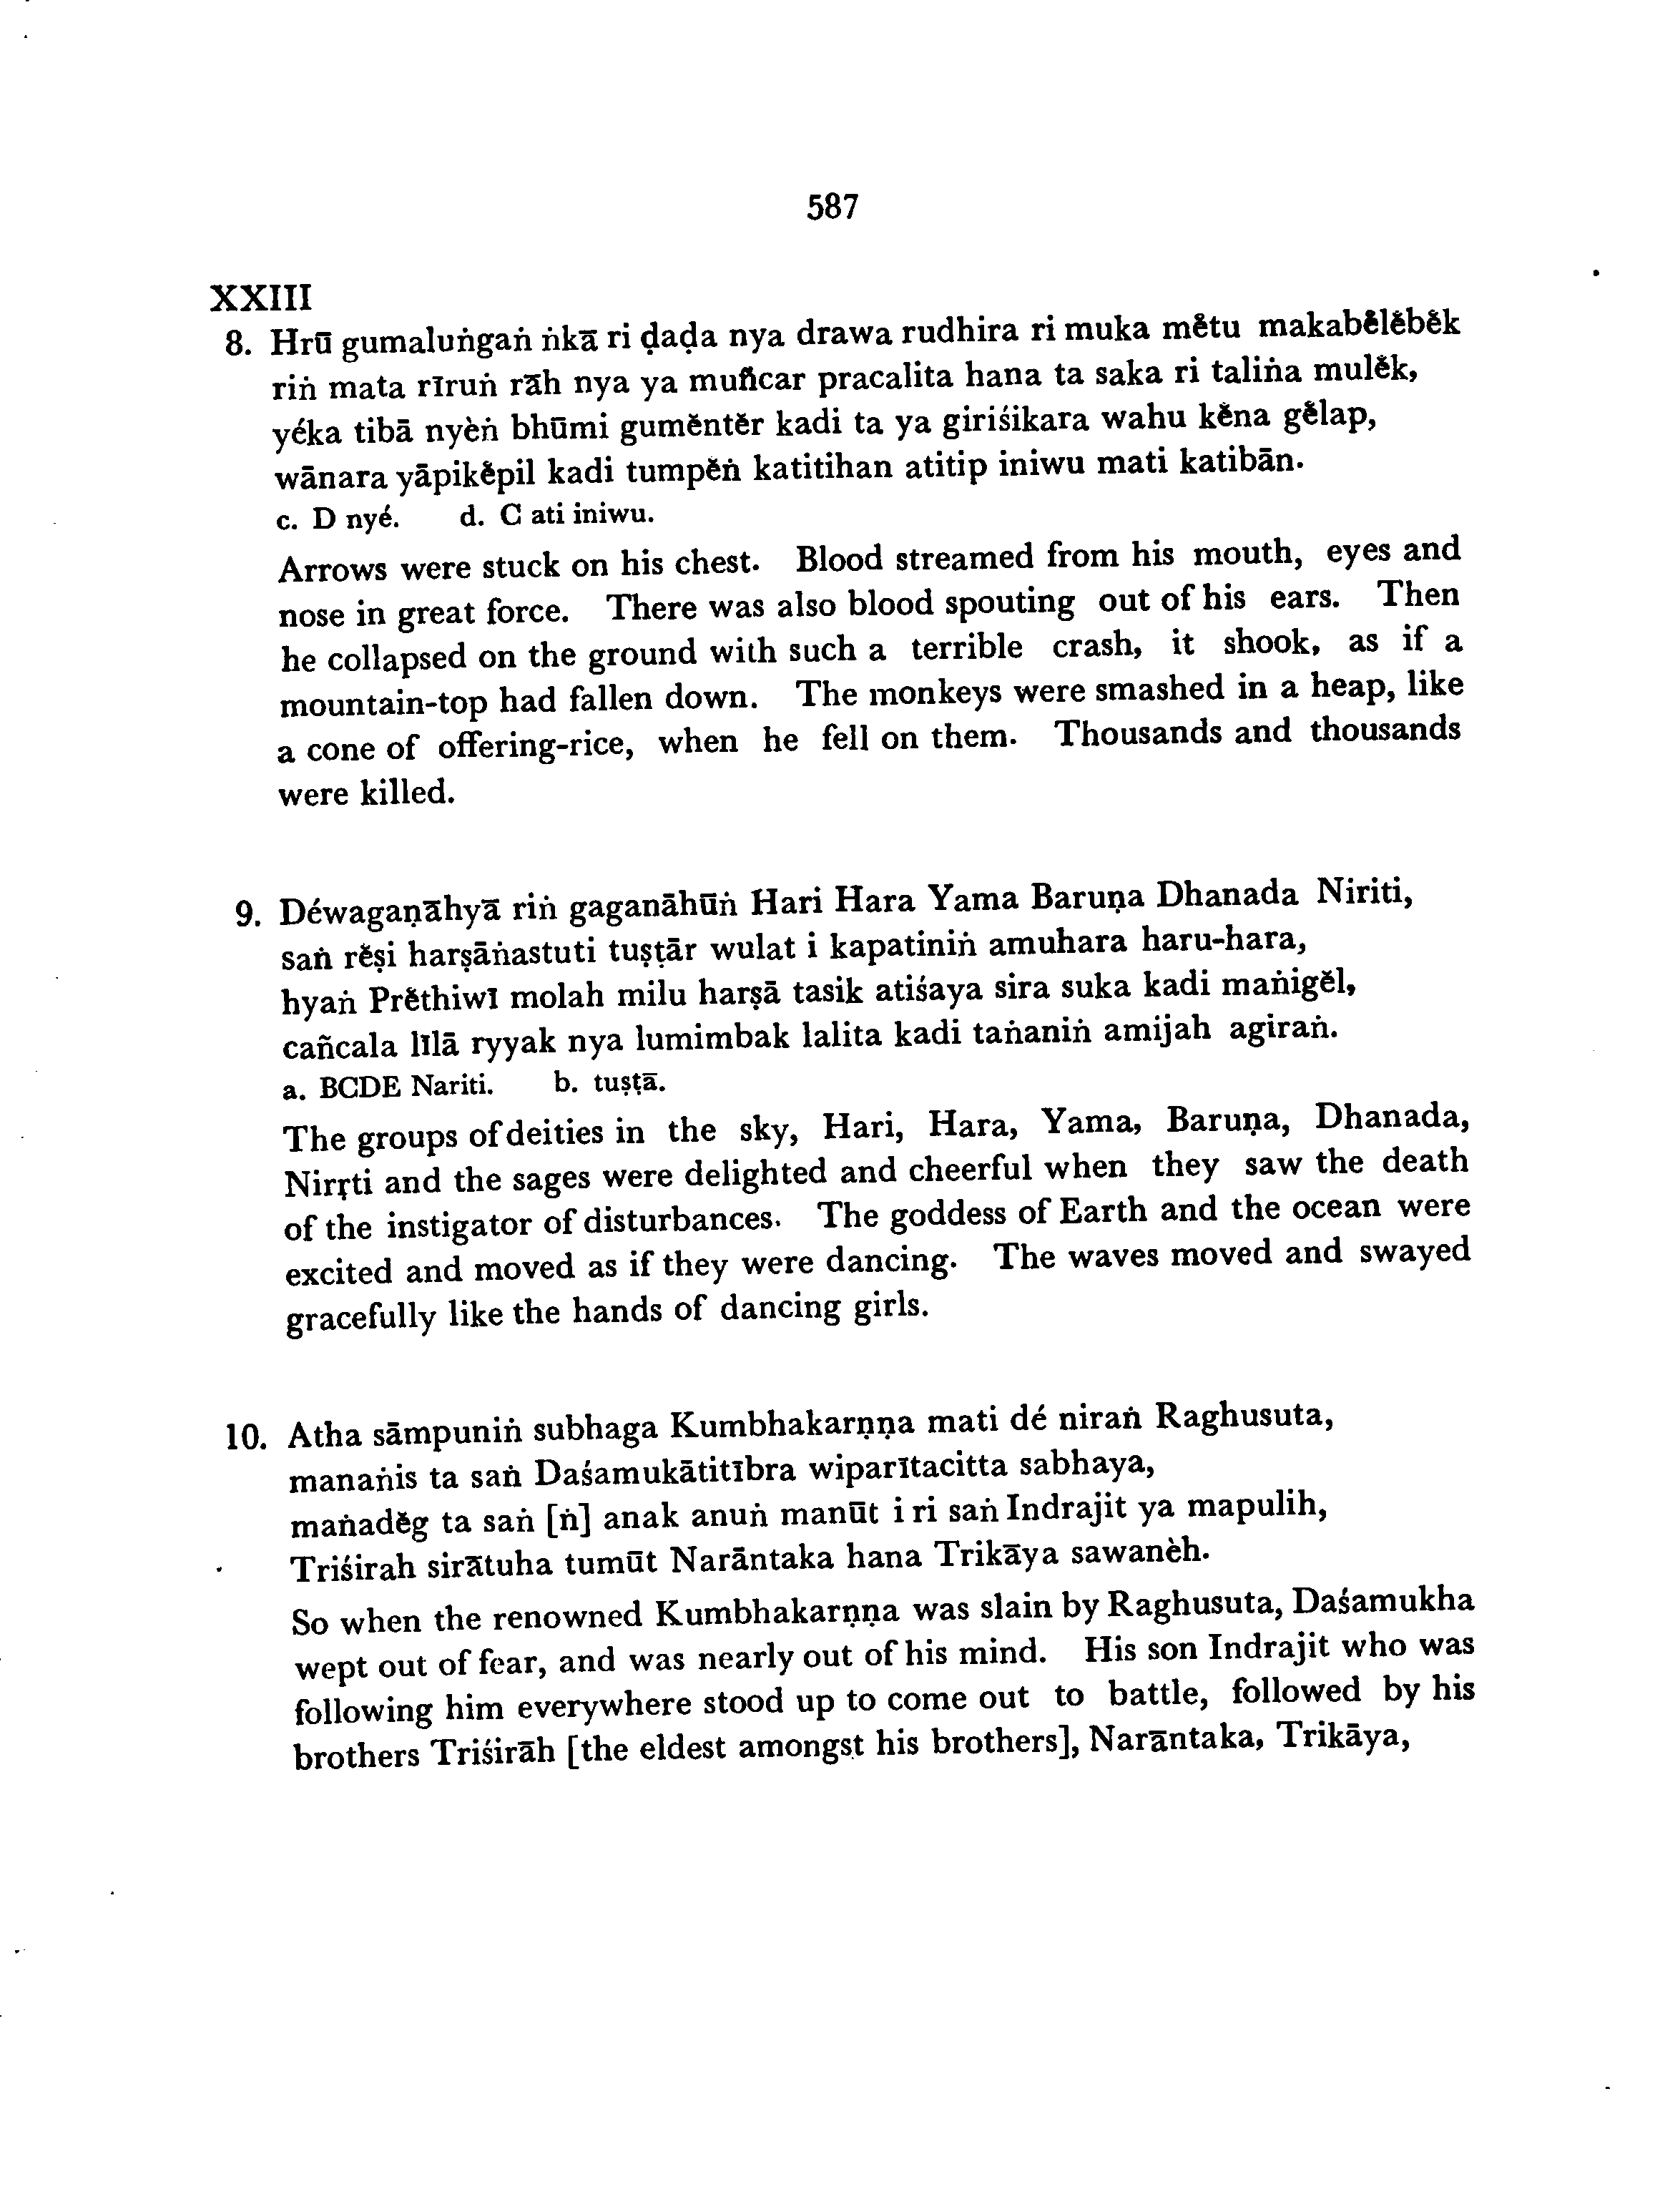 587
XXIII
8. Hrū gumaluṅgaṅ ṅkā ri ḍaḍa nya drawa rudhira ri muka mĕtu makabĕlĕbĕk
riṅ mata rīruṅ rāh nya ya muñcar pracalita hana ta saka ri taliṅa mulĕk,
yéka tibā nyèṅ bhūmi gumĕntĕr kadi ta ya giriśikara wahu kĕna gĕlap,
wānara yāpikĕpil kadi tumpĕṅ katitihan atitip iniwu mati katibān.
c. D nyé. d. C ati iniwu.
Arrows were stuck on his chest. Blood streamed from his mouth, eyes and
nose in great force. There was also blood spouting out of his ears. Then
he collapsed on the ground with such a terrible crash, it shook, as if a
mountain-top had fallen down. The monkeys were smashed in a heap, like
a cone of offering-rice, when he fell on them. Thousands and thousands
were killed.
9. Déwagaṇāhyā riṅ gaganāhūṅ Hari Hara Yama Baruṇa Dhanada Niriti,
saṅ rĕṣi harṣāṅastuti tuṣṭār wulat i kapatiniṅ amuhara haru-hara,
hyaṅ Prĕthiwī molah milu harṣā tasik atiśaya sira suka kadi maṅigĕl,
cañcala līlā ryyak nya lumimbak lalita kadi taṅaniṅ amijah agiraṅ.
a. BCDE Nariti. b. tuṣṭā.
The groups of deities in the sky, Hari, Hara, Yama, Baruṇa, Dhanada,
Nirṛti and the sages were delighted and cheerful when they saw the death
of the instigator of disturbances. The goddess of Earth and the ocean were
excited and moved as if they were dancing. The waves moved and swayed
gracefully like the hands of dancing girls.
10. Atha sāmpuniṅ subhaga Kumbhakarṇṇa mati dé niraṅ Raghusuta,
manaṅis ta saṅ Daśamukātitībra wiparītacitta sabhaya,
maṅadĕg ta saṅ [ṅ] anak anuṅ manūt i ri saṅ Indrajit ya mapulih,
Triśirah sirātuha tumūt Narāntaka hana Trikāya sawanèh.
So when the renowned Kumbhakarṇṇa was slain by Raghusuta, Daśamukha
wept out of fear, and was nearly out of his mind. His son Indrajit who was
following him everywhere stood up to come out to battle, followed by his
brothers Triśirāh [the eldest amongst his brothers], Narāntaka, Trikāya,